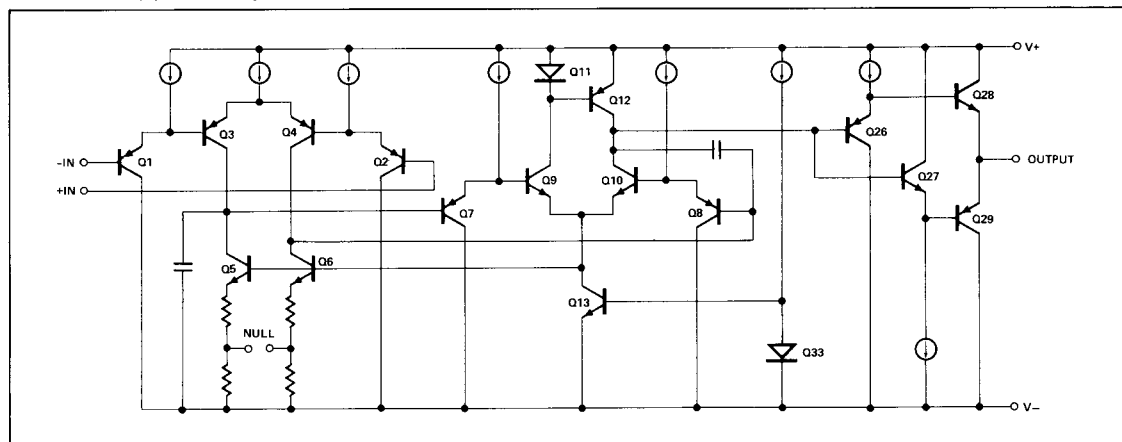 V+
Q11
Q12
Q28
Q3
Q4
Q26
-IN
Q1
Q2
OUTPUT
+IN
Q9
Q10
Q27
Q7
Q8
Q29
Q5
Q6
Q13
NULL
Q33
V-